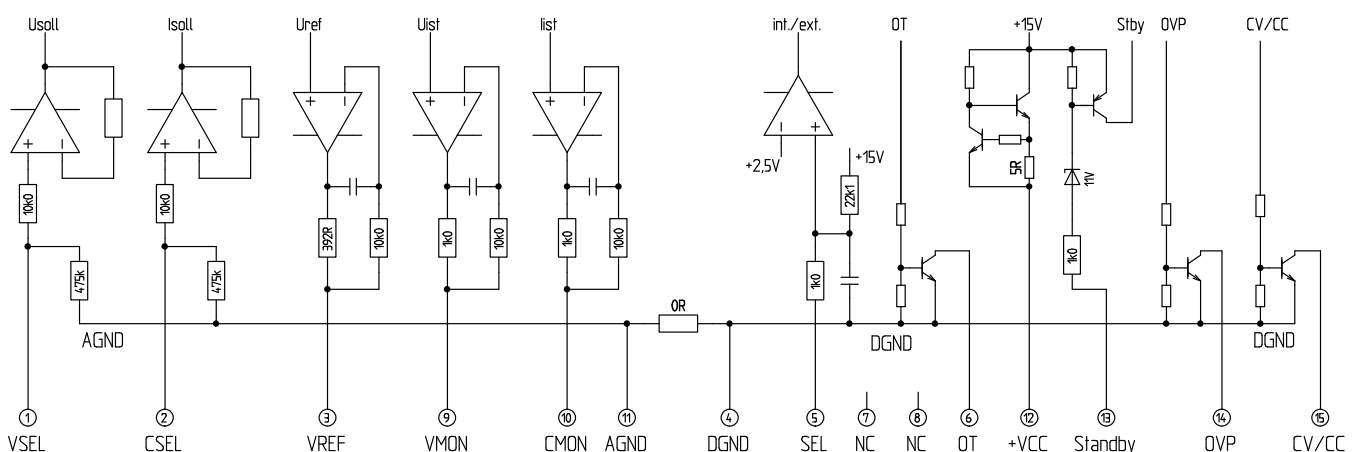 Usoll Isoll Uref Uist Iist int./ext. OT +15V Stby OVP CV/CC
+ - + - + - + - + - - +
+2,5V +15V
5R 11V
10k0 10k0 22k1
392R 10k0 1k0 10k0 1k0 10k0
475k 475k 1k0 1k0
0R
AGND DGND DGND
1 2 3 9 10 11 4 5 7 8 6 12 13 14 15
VSEL CSEL VREF VMON CMON AGND DGND SEL NC NC OT +VCC Standby OVP CV/CC